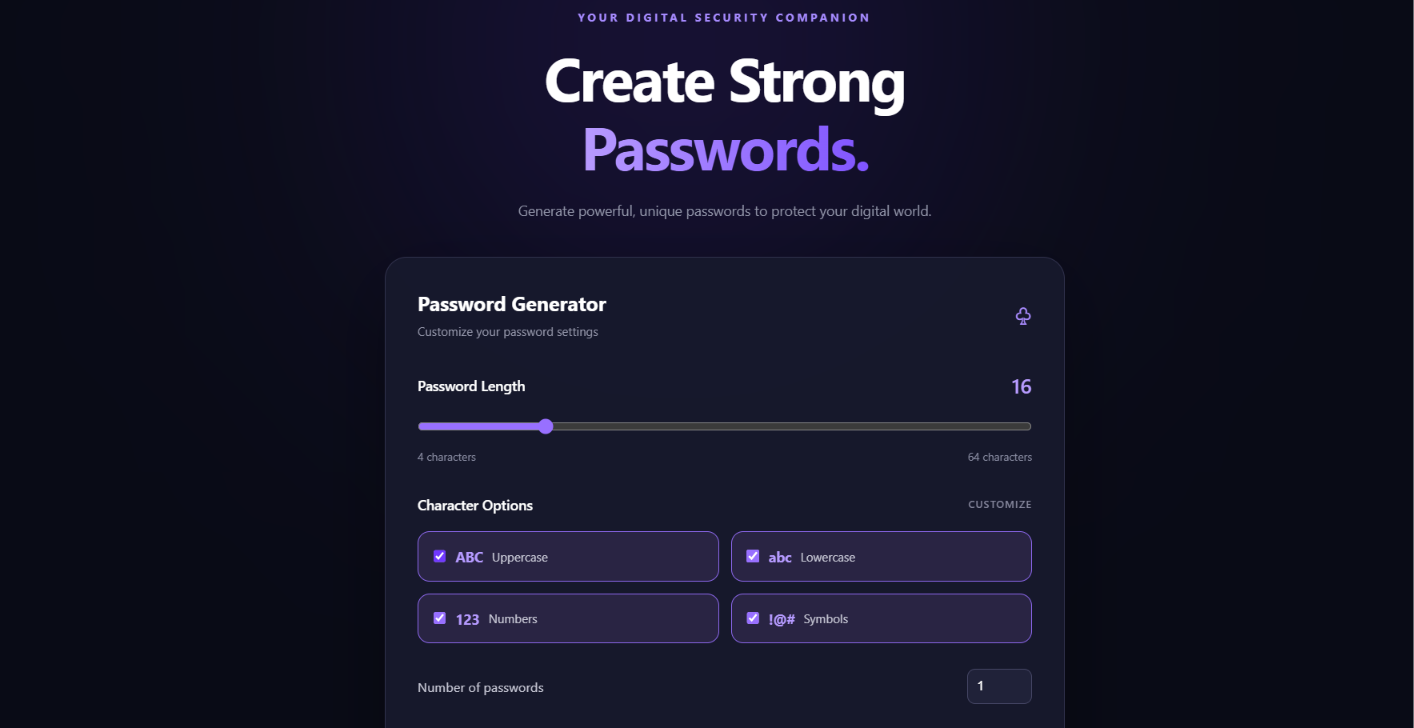 YOUR DIGITAL SECURITY COMPANION
Create Strong
Passwords.
Generate powerful, unique passwords to protect your digital world.
Password Generator
Customize your password settings
Password Length
16
4 characters
64 characters
Character Options
CUSTOMIZE
ABC Uppercase
abc Lowercase
123 Numbers
!@# Symbols
Number of passwords
1